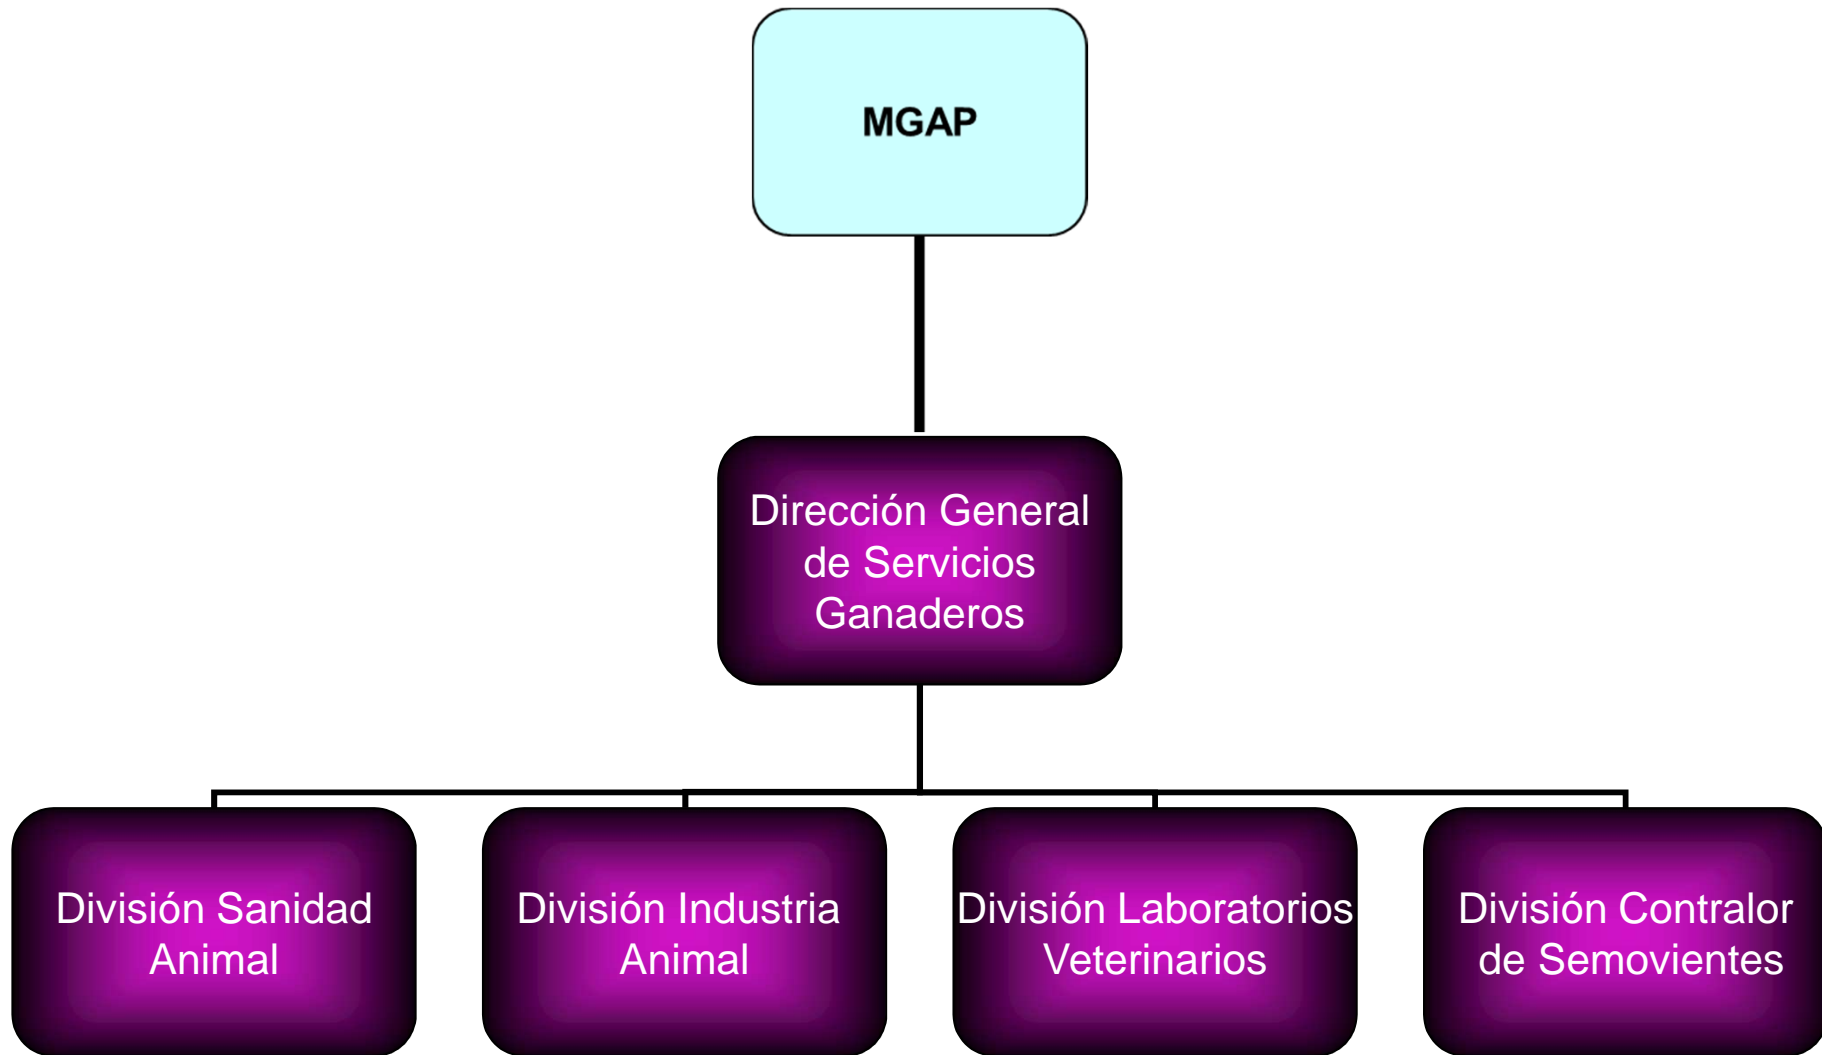 MGAP
Dirección General
de Servicios
Ganaderos
División Sanidad
Animal
División Industria
Animal
División Laboratorios
Veterinarios
División Contralor
de Semovientes